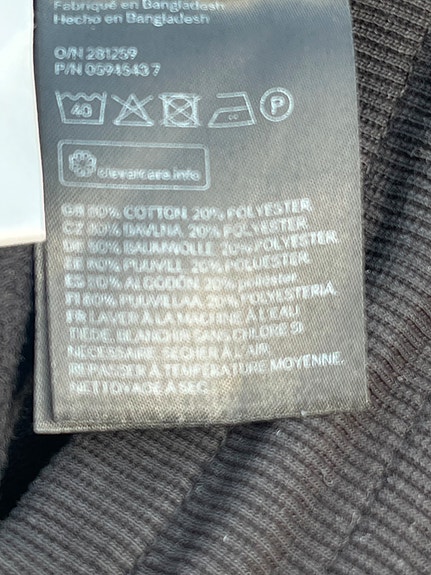 Fabriqué en Bangladesh
Hecho en Bangladesh
O/N 281259
P/N 0594543 7
40
P
clevercare.info
GB 80% COTTON. 20% POLYESTER.
CZ 80% BAVLNA. 20% POLYESTER.
DE 80% BAUMWOLLE. 20% POLYESTER.
EE 80% PUUVILL. 20% POLÜESTER.
ES 80% ALGODON. 20% poliéster.
FI 80% PUUVILLAA. 20% POLYESTERIA.
FR LAVER À LA MACHINE À L'EAU
TIÈDE. BLANCHIR SANS CHLORE SI
NÉCESSAIRE. SÉCHER À L'AIR.
REPASSER À TEMPÉRATURE MOYENNE.
NETTOYAGE À SEC.